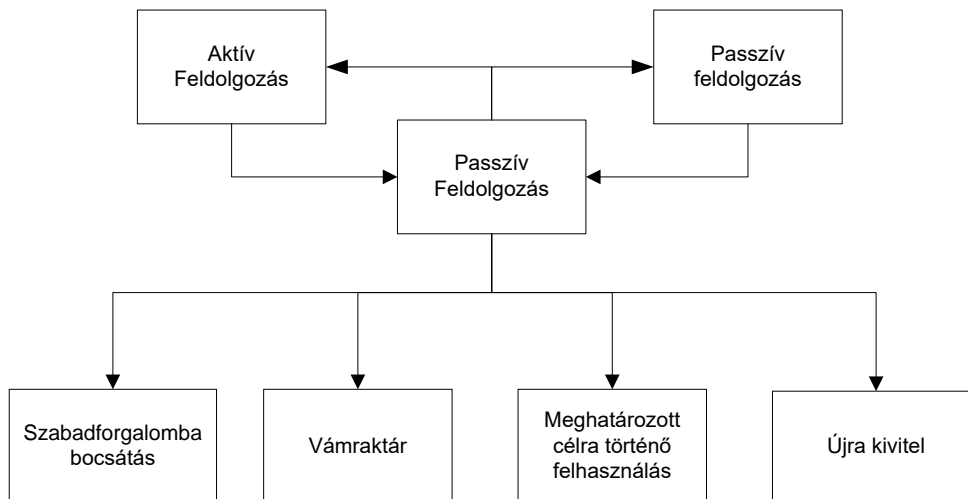 Aktív
Feldolgozás
Passzív
feldolgozás
Passzív
Feldolgozás
Szabadforgalomba
bocsátás
Vámraktár
Meghatározott
célra történő
felhasználás
Újra kivitel